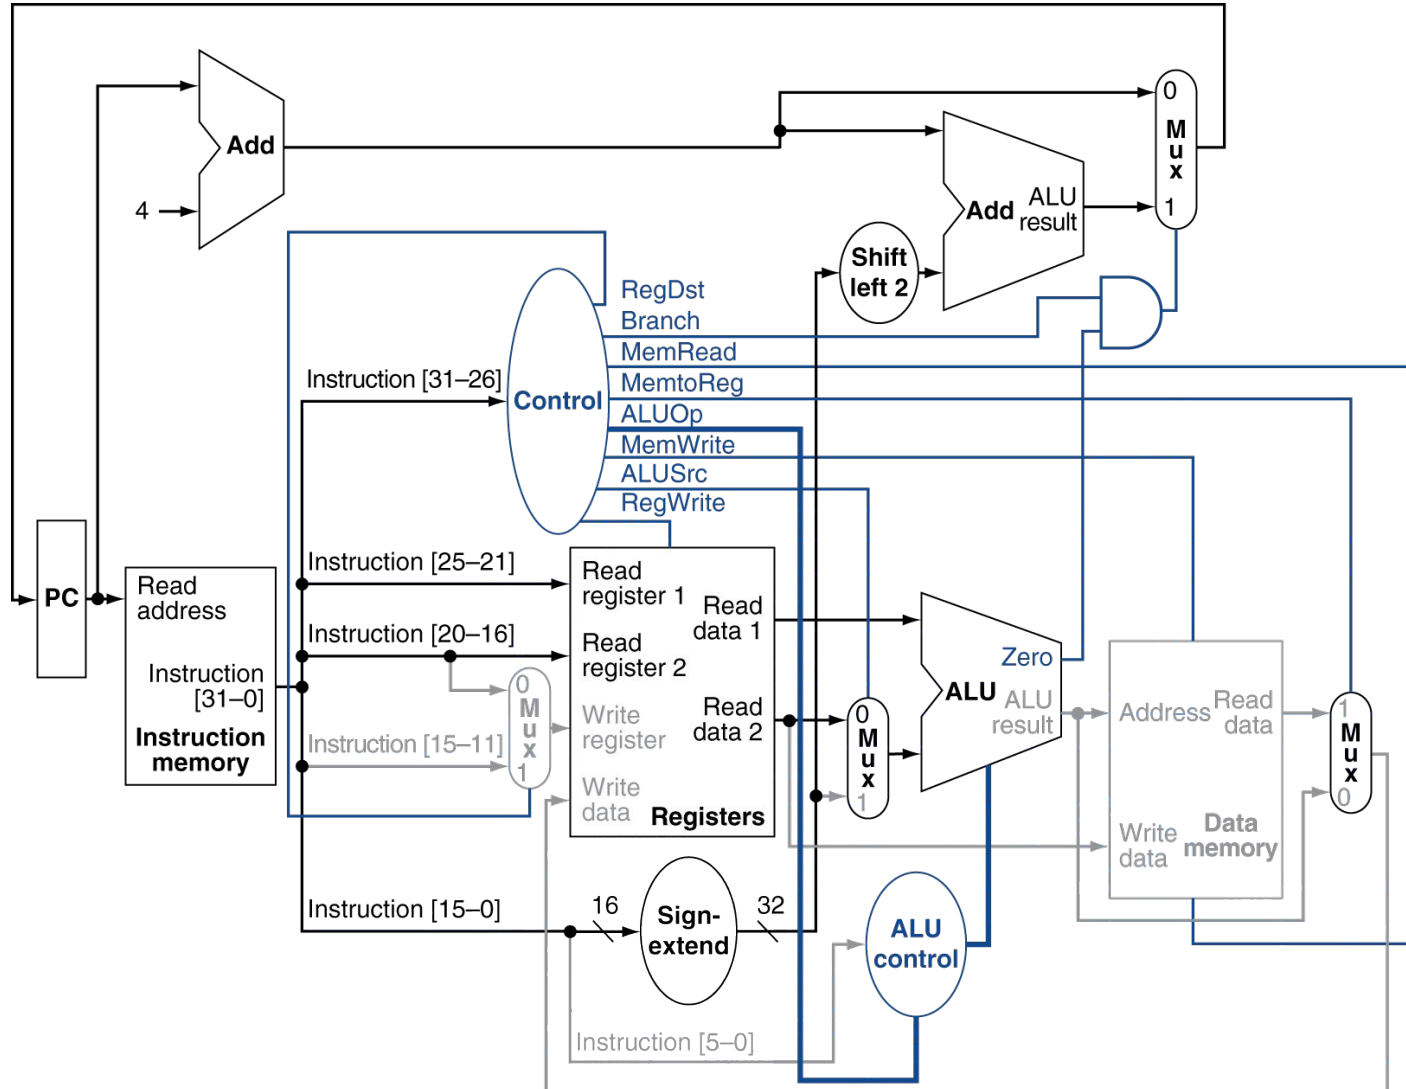 0
M
u
x
1
Add
4
Add
ALU
result
Shift
left 2
RegDst
Branch
MemRead
MemtoReg
ALUOp
MemWrite
ALUSrc
RegWrite
Control
Instruction [31–26]
Instruction [25–21]
Instruction [20–16]
Instruction [15–11]
Instruction [15–0]
Instruction [5–0]
PC
Read
address
Instruction
[31–0]
Instruction
memory
0
M
u
x
1
Read
register 1
Read
register 2
Write
register
Write
data
Read
data 1
Read
data 2
Registers
0
M
u
x
1
Zero
ALU
ALU
result
Address
Read
data
Write
data
Data
memory
1
M
u
x
0
16
Sign-
extend
32
ALU
control